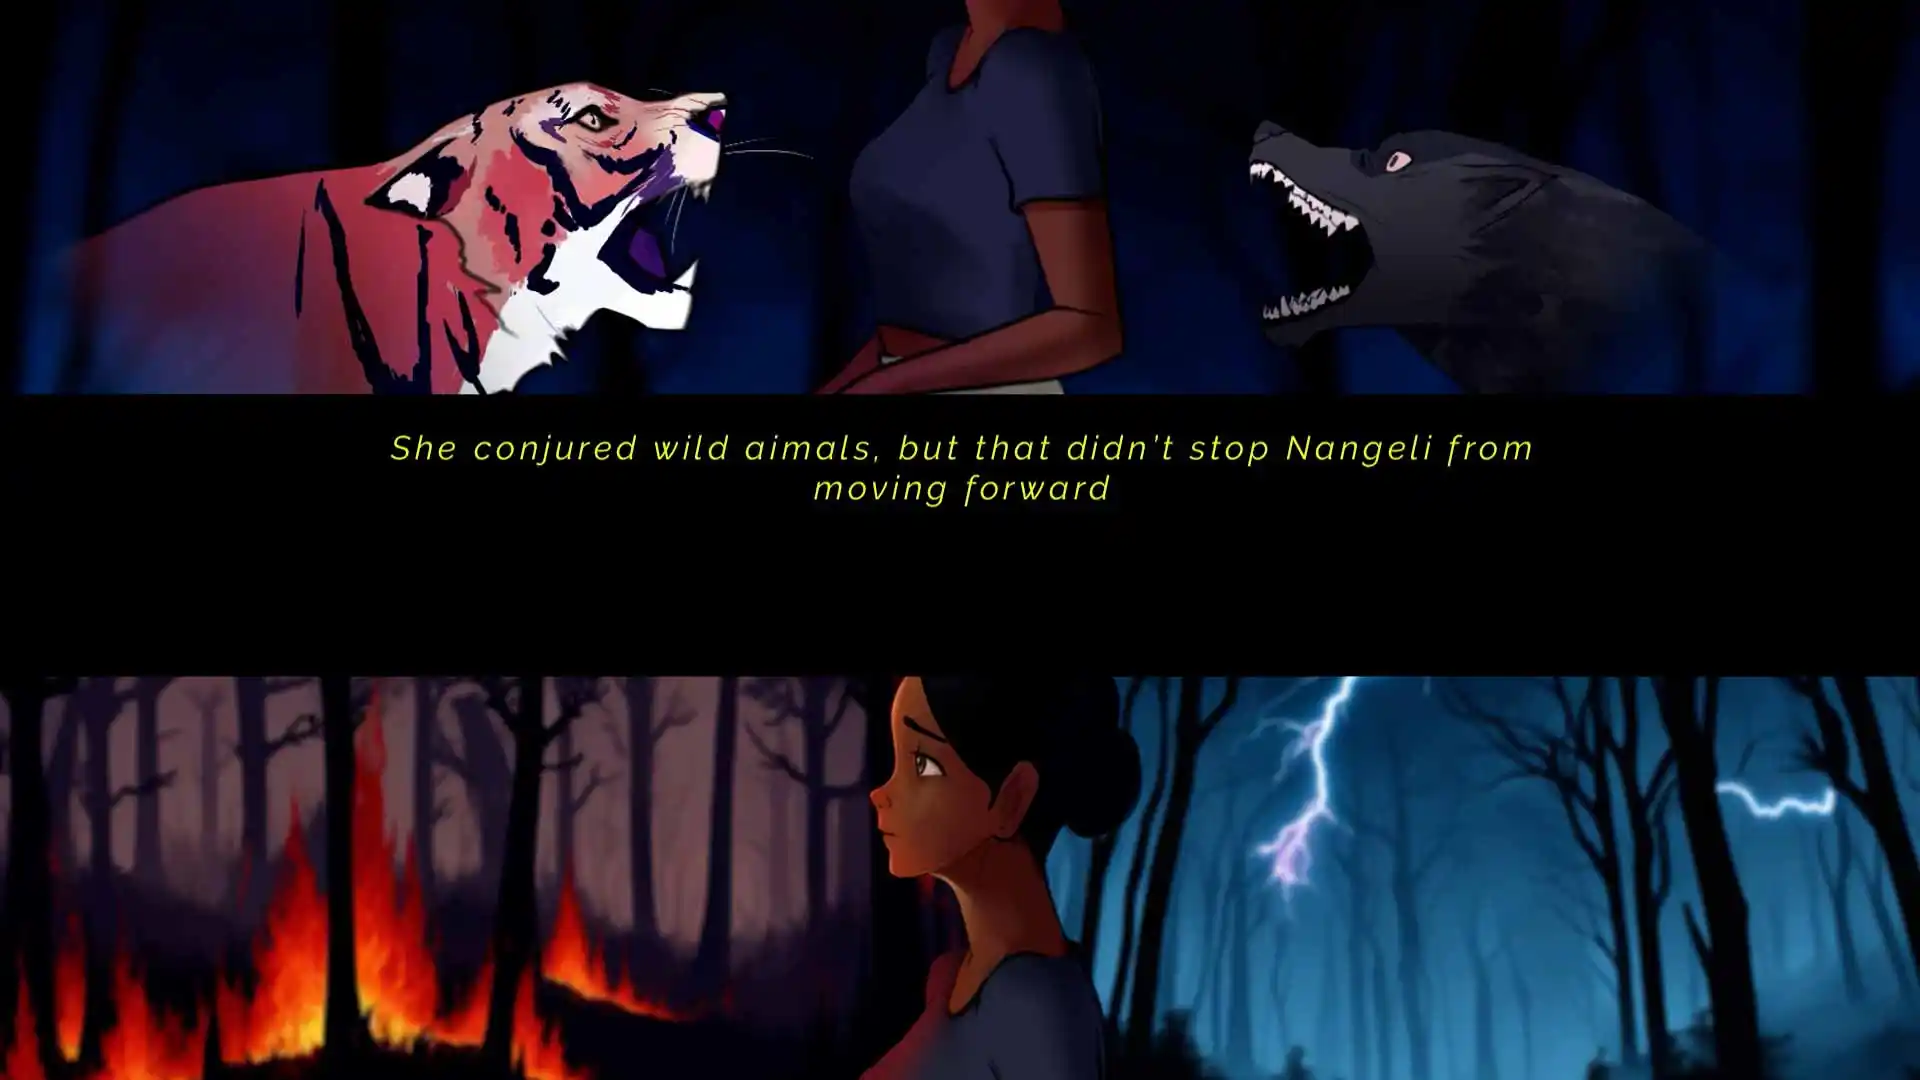 She conjured wild aimals, but that didn't stop Nangeli from
moving forward